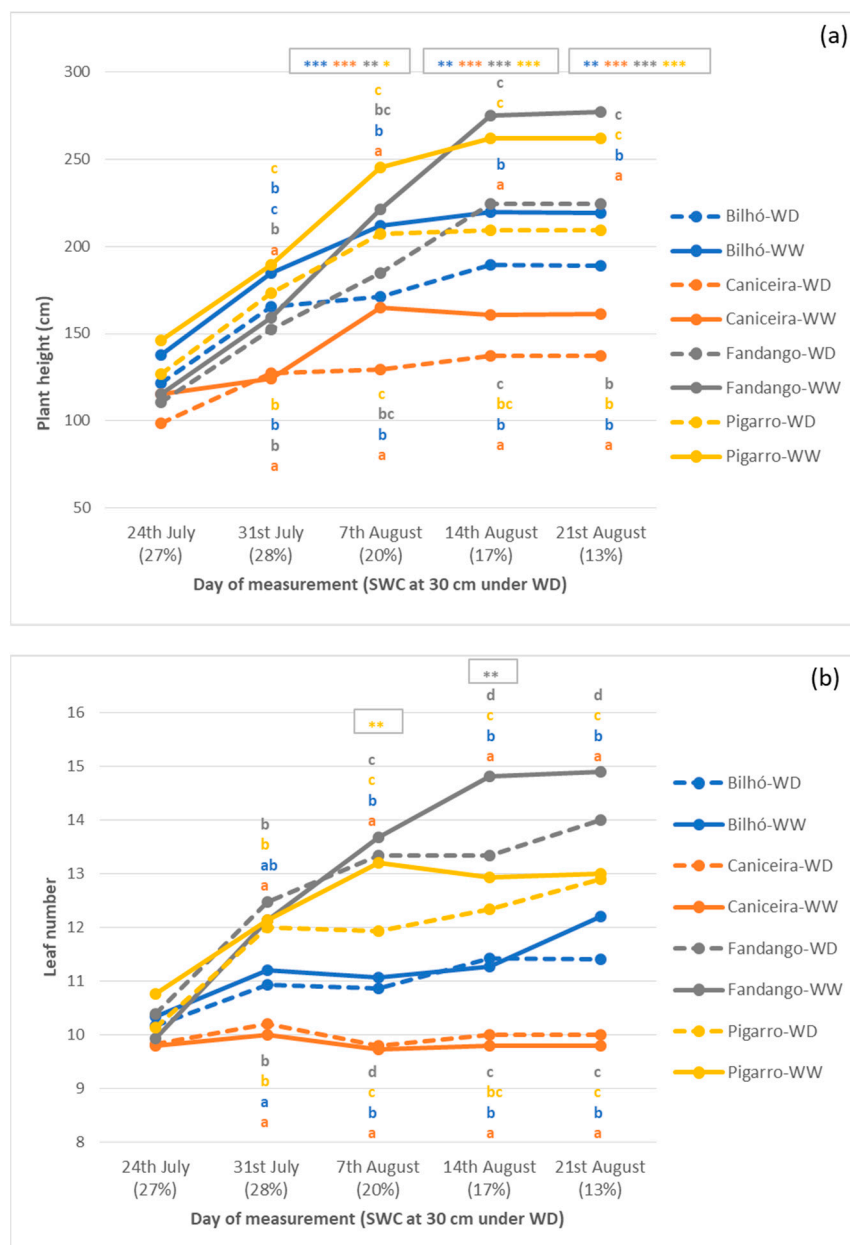 (a)
*** *** ** *
** *** *** ***
** *** *** ***
300
250
200
150
100
50
Plant height (cm)
c
b
c
b
a
c
bc
b
a
c
c
b
a
c
c
b
a
b
b
b
a
c
bc
b
a
c
bc
b
a
b
b
b
a
24th July
(27%)
31st July
(28%)
7th August
(20%)
14th August
(17%)
21st August
(13%)
Day of measurement (SWC at 30 cm under WD)
Bilhó-WD
Bilhó-WW
Caniceira-WD
Caniceira-WW
Fandango-WD
Fandango-WW
Pigarro-WD
Pigarro-WW
(b)
**
**
16
15
14
13
12
11
10
9
8
Leaf number
b
b
ab
a
c
c
b
a
d
c
b
a
d
c
b
a
b
b
a
a
d
c
b
a
c
bc
b
a
c
c
b
a
24th July
(27%)
31st July
(28%)
7th August
(20%)
14th August
(17%)
21st August
(13%)
Day of measurement (SWC at 30 cm under WD)
Bilhó-WD
Bilhó-WW
Caniceira-WD
Caniceira-WW
Fandango-WD
Fandango-WW
Pigarro-WD
Pigarro-WW